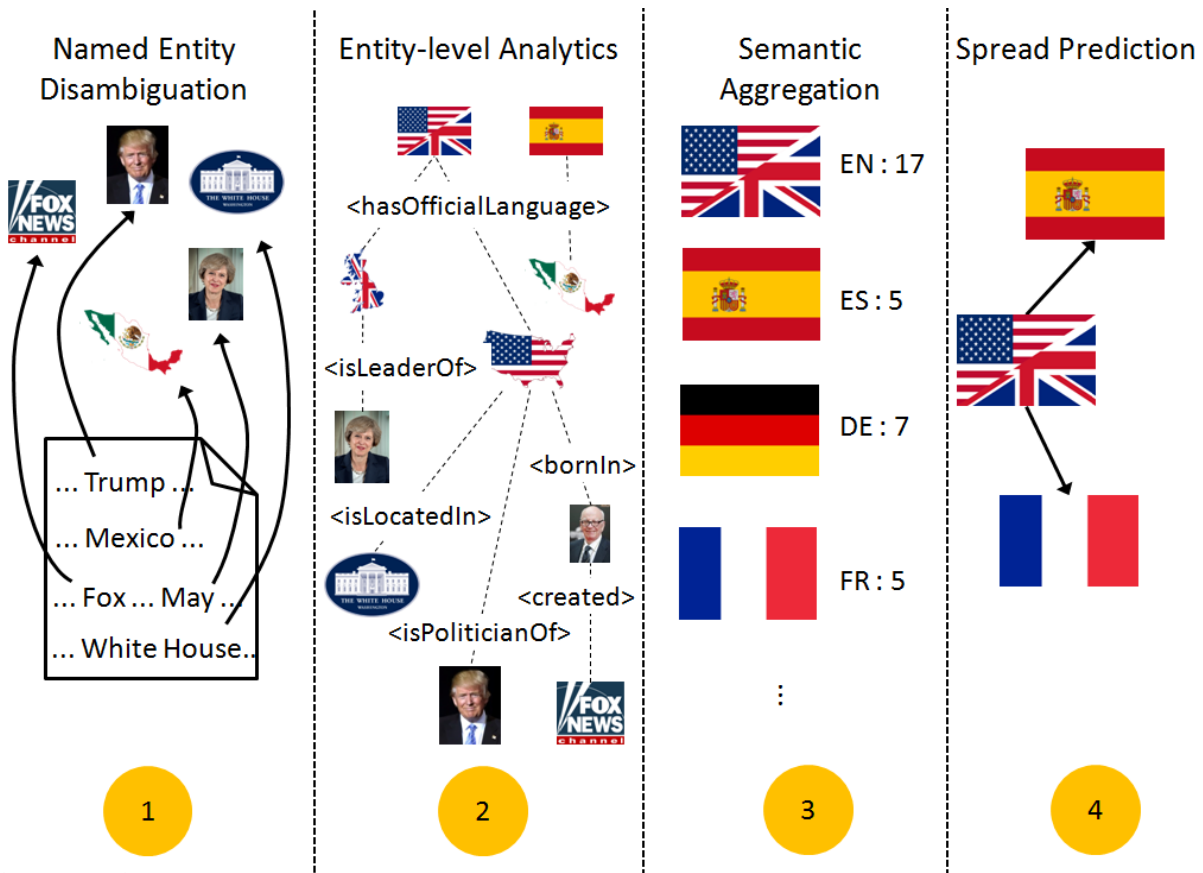 Named Entity
Disambiguation
FOX
NEWS
channel
THE WHITE HOUSE
WASHINGTON
... Trump ...
... Mexico ...
... Fox ... May ...
... White House..
1
Entity-level Analytics
<hasOfficialLanguage>
<isLeaderOf>
<bornIn>
<isLocatedIn>
THE WHITE HOUSE
WASHINGTON
<created>
<isPoliticianOf>
FOX
NEWS
channel
2
Semantic
Aggregation
EN : 17
ES : 5
DE : 7
FR : 5
⋮
3
Spread Prediction
4